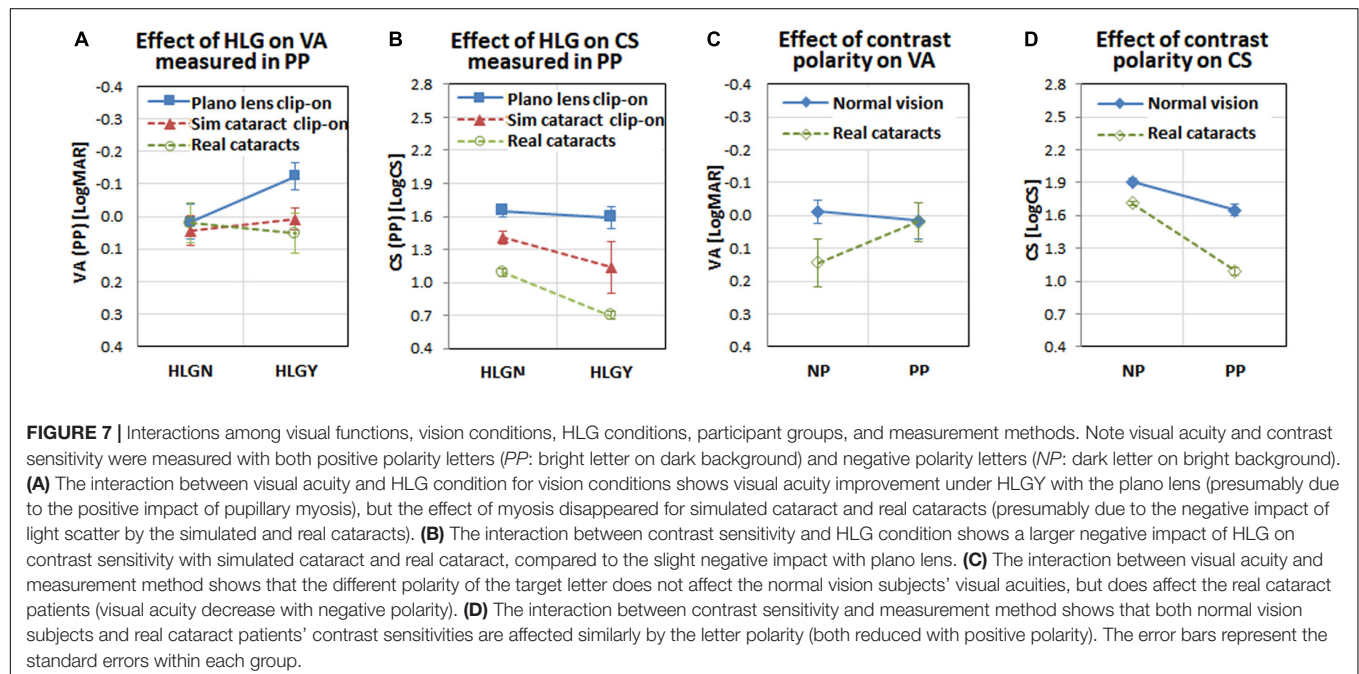 A
Effect of HLG on VA
measured in PP
-0.4
-0.3
-0.2
-0.1
0.0
0.1
0.2
0.3
0.4
VA (PP) [LogMAR]
Plano lens clip-on
Sim cataract clip-on
Real cataracts
HLGN
HLGY
B
Effect of HLG on CS
measured in PP
2.8
2.5
2.2
1.9
1.6
1.3
1.0
0.7
0.4
CS (PP) [LogCS]
Plano lens clip-on
Sim cataract clip-on
Real cataracts
HLGN
HLGY
C
Effect of contrast
polarity on VA
-0.4
-0.3
-0.2
-0.1
0.0
0.1
0.2
0.3
0.4
VA [LogMAR]
Normal vision
Real cataracts
NP
PP
D
Effect of contrast
polarity on CS
2.8
2.5
2.2
1.9
1.6
1.3
1.0
0.7
0.4
CS [LogCS]
Normal vision
Real cataracts
NP
PP
FIGURE 7 | Interactions among visual functions, vision conditions, HLG conditions, participant groups, and measurement methods. Note visual acuity and contrast
sensitivity were measured with both positive polarity letters (PP: bright letter on dark background) and negative polarity letters (NP: dark letter on bright background).
(A) The interaction between visual acuity and HLG condition for vision conditions shows visual acuity improvement under HLGY with the plano lens (presumably due
to the positive impact of pupillary myosis), but the effect of myosis disappeared for simulated cataract and real cataracts (presumably due to the negative impact of
light scatter by the simulated and real cataracts). (B) The interaction between contrast sensitivity and HLG condition shows a larger negative impact of HLG on
contrast sensitivity with simulated cataract and real cataract, compared to the slight negative impact with plano lens. (C) The interaction between visual acuity and
measurement method shows that the different polarity of the target letter does not affect the normal vision subjects' visual acuities, but does affect the real cataract
patients (visual acuity decrease with negative polarity). (D) The interaction between contrast sensitivity and measurement method shows that both normal vision
subjects and real cataract patients' contrast sensitivities are affected similarly by the letter polarity (both reduced with positive polarity). The error bars represent the
standard errors within each group.